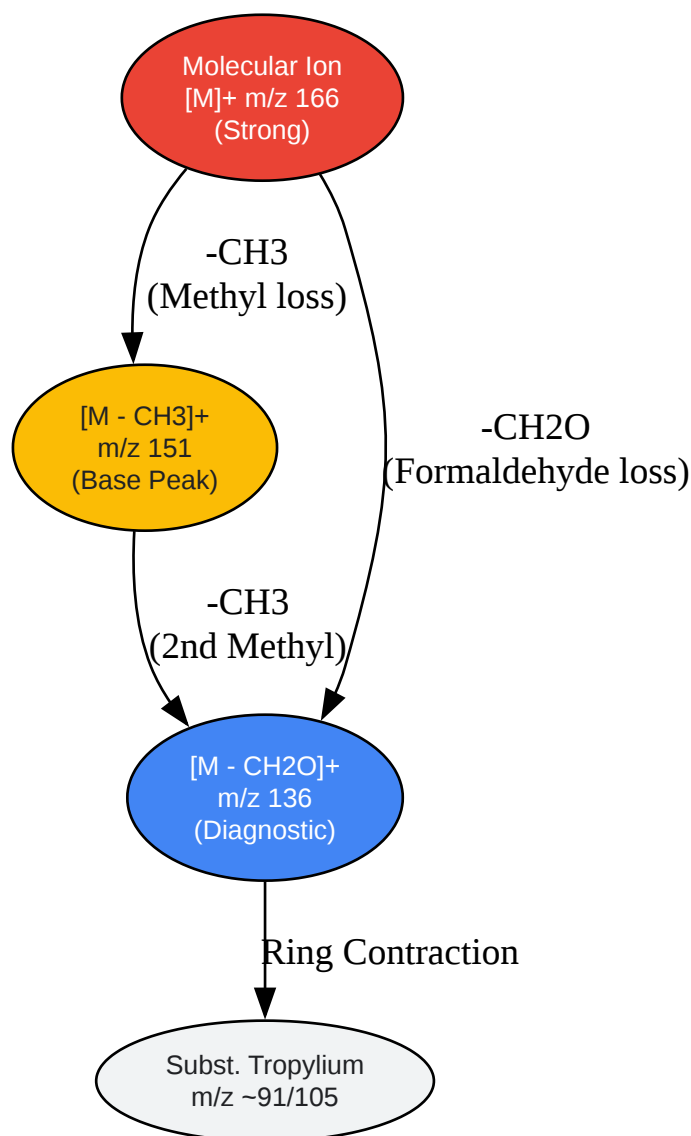 Molecular Ion
[M]+ m/z 166
(Strong)
-CH3
(Methyl loss)
[M - CH3]+
m/z 151
(Base Peak)
-CH2O
(Formaldehyde loss)
-CH3
(2nd Methyl)
[M - CH2O]+
m/z 136
(Diagnostic)
Ring Contraction
Subst. Tropylium
m/z ~91/105